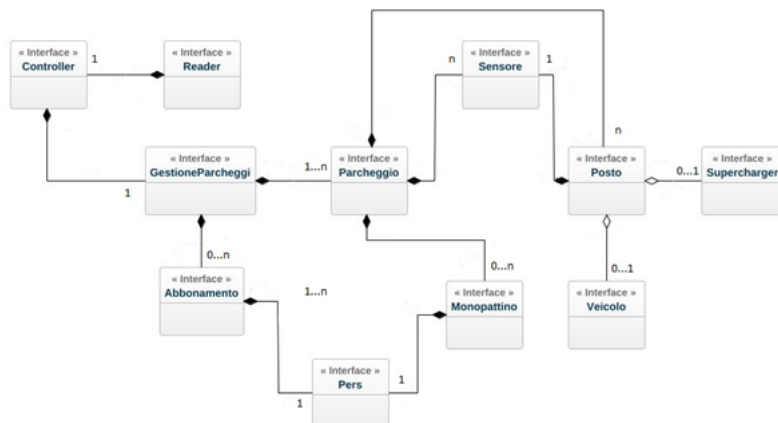 « Interface »
Controller
1
« Interface »
Reader
n
« Interface »
Sensore
1
n
« Interface »
GestioneParcheggi
1
1...n
« Interface »
Parcheggio
« Interface »
Posto
0...1
« Interface »
Supercharger
0...n
« Interface »
Abbonamento
1...n
0...n
« Interface »
Monopattino
0...1
« Interface »
Veicolo
« Interface »
Pers
1
1